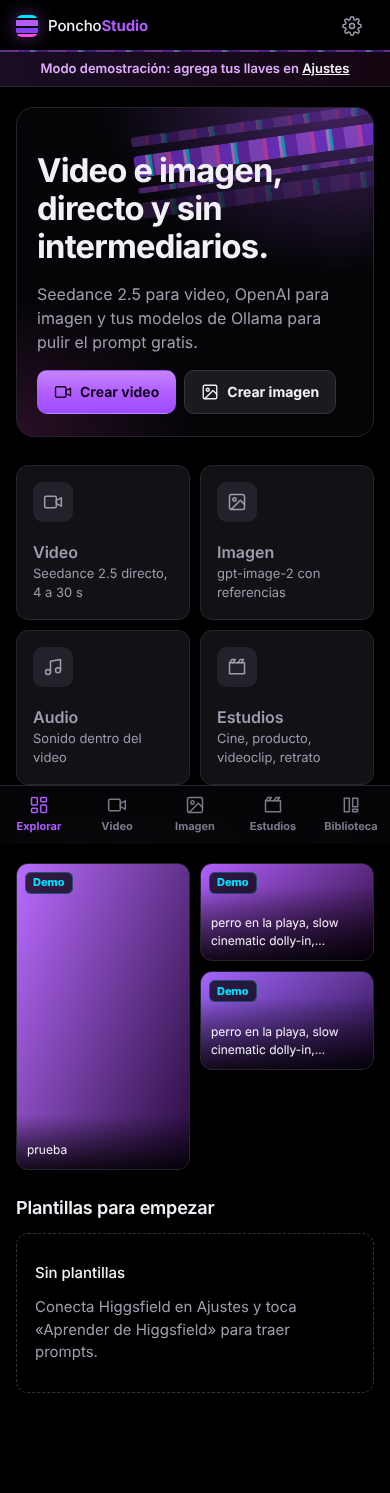 PonchoStudio
Modo demostración: agrega tus llaves en Ajustes
Video e imagen,
directo y sin
intermediarios.
Seedance 2.5 para video, OpenAI para
imagen y tus modelos de Ollama para
pulir el prompt gratis.
Crear video
Crear imagen
Video
Seedance 2.5 directo,
4 a 30 s
Imagen
gpt-image-2 con
referencias
Audio
Sonido dentro del
video
Estudios
Cine, producto,
videoclip, retrato
Explorar
Video
Imagen
Estudios
Biblioteca
Demo
prueba
Demo
perro en la playa, slow
cinematic dolly-in,...
Demo
perro en la playa, slow
cinematic dolly-in,...
Plantillas para empezar
Sin plantillas
Conecta Higgsfield en Ajustes y toca
«Aprender de Higgsfield» para traer
prompts.